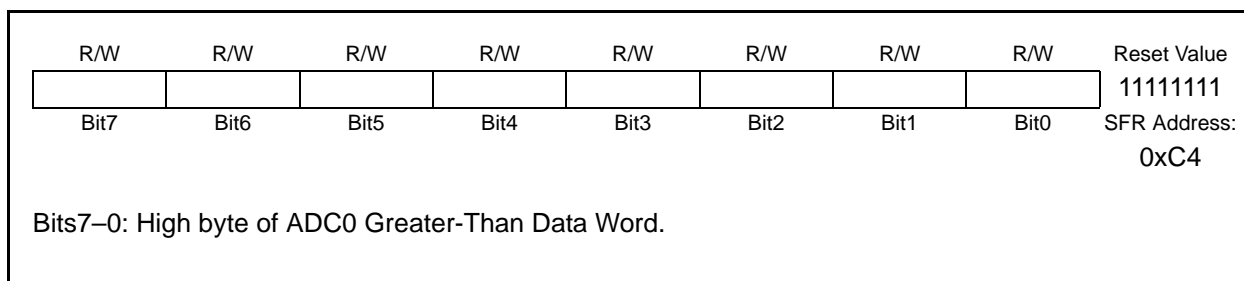 R/W R/W R/W R/W R/W R/W R/W R/W Reset Value
11111111
Bit7 Bit6 Bit5 Bit4 Bit3 Bit2 Bit1 Bit0 SFR Address:
0xC4
Bits7–0: High byte of ADC0 Greater-Than Data Word.